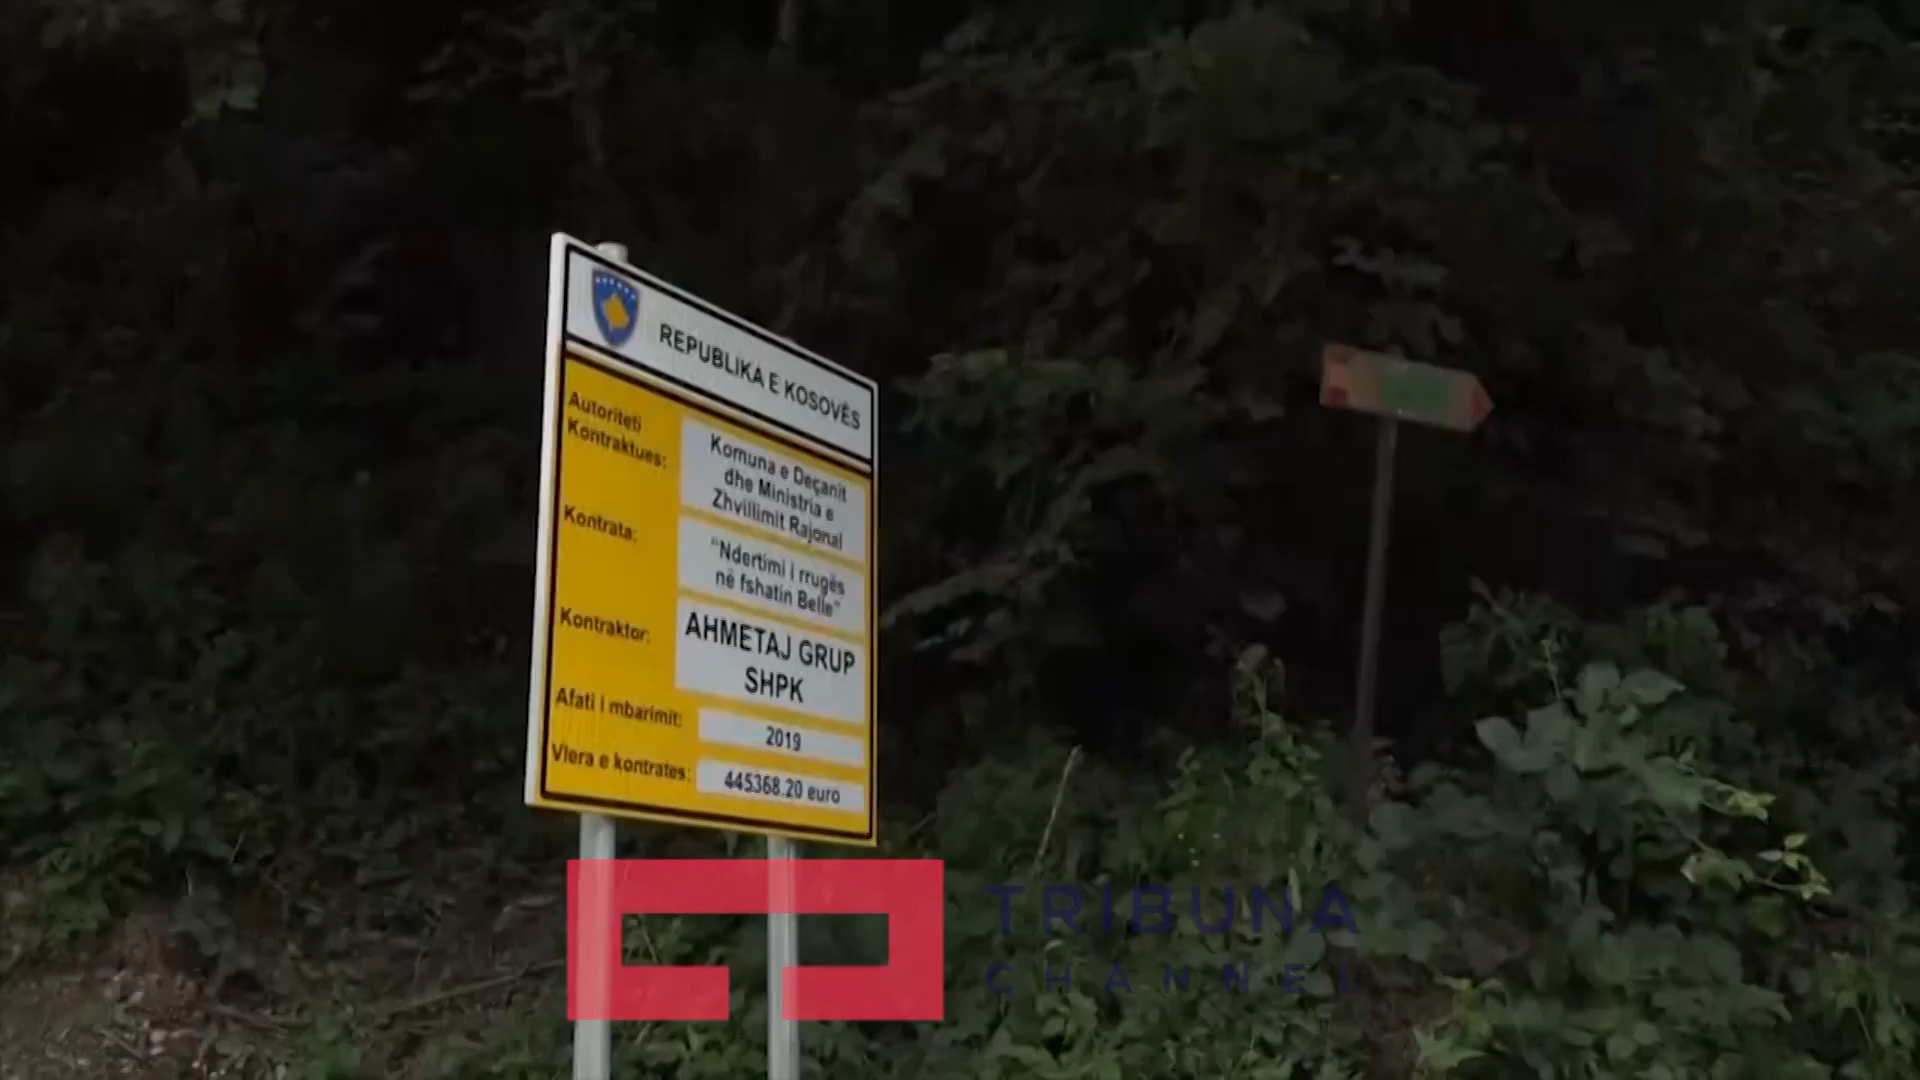 REPUBLIKA E KOSOVËS
Autoriteti
Kontraktues:
Komuna e Deçanit
dhe Ministria e
Zhvillimit Rajonal
Kontrata:
"Ndertimi i rrugës
në fshatin Belle"
Kontraktor:
AHMETAJ GRUP
SHPK
Afati i mbarimit:
2019
Vlera e kontrates:
445368.20 euro
TRIBUNA
CHANNEL